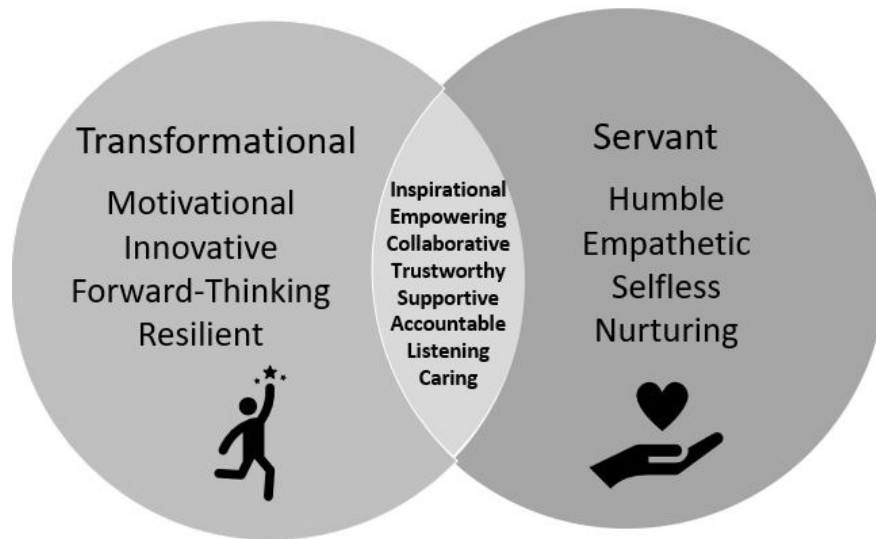 Transformational
Motivational
Innovative
Forward-Thinking
Resilient
Inspirational
Empowering
Collaborative
Trustworthy
Supportive
Accountable
Listening
Caring
Servant
Humble
Empathetic
Selfless
Nurturing